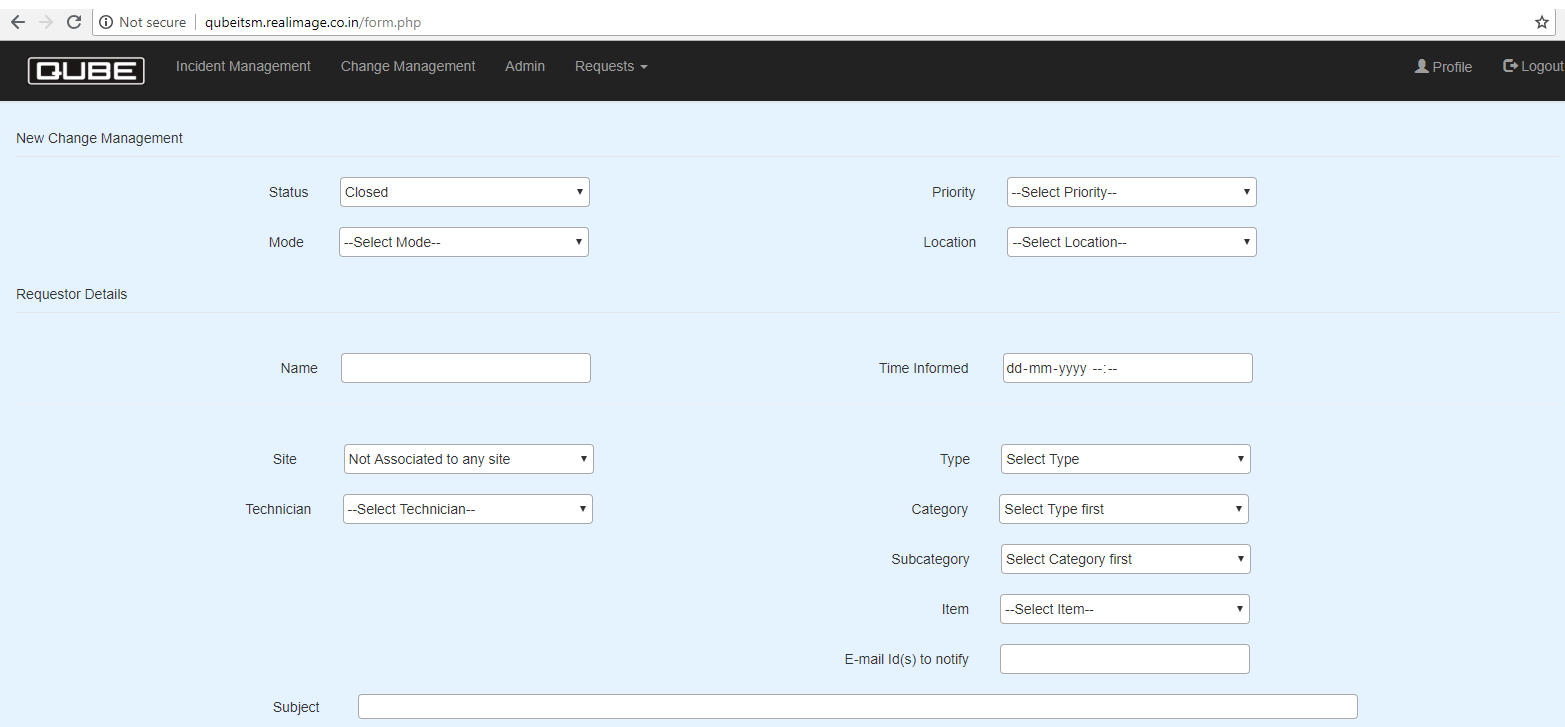 Not secure qubeitsm.realimage.co.in/form.php
QUBE Incident Management Change Management Admin Requests Profile Logout
New Change Management
Status Closed Priority --Select Priority--
Mode --Select Mode-- Location --Select Location--
Requestor Details
Name Time Informed dd-mm-yyyy --:--
Site Not Associated to any site Type Select Type
Technician --Select Technician-- Category Select Type first
Subcategory Select Category first
Item --Select Item--
E-mail Id(s) to notify
Subject